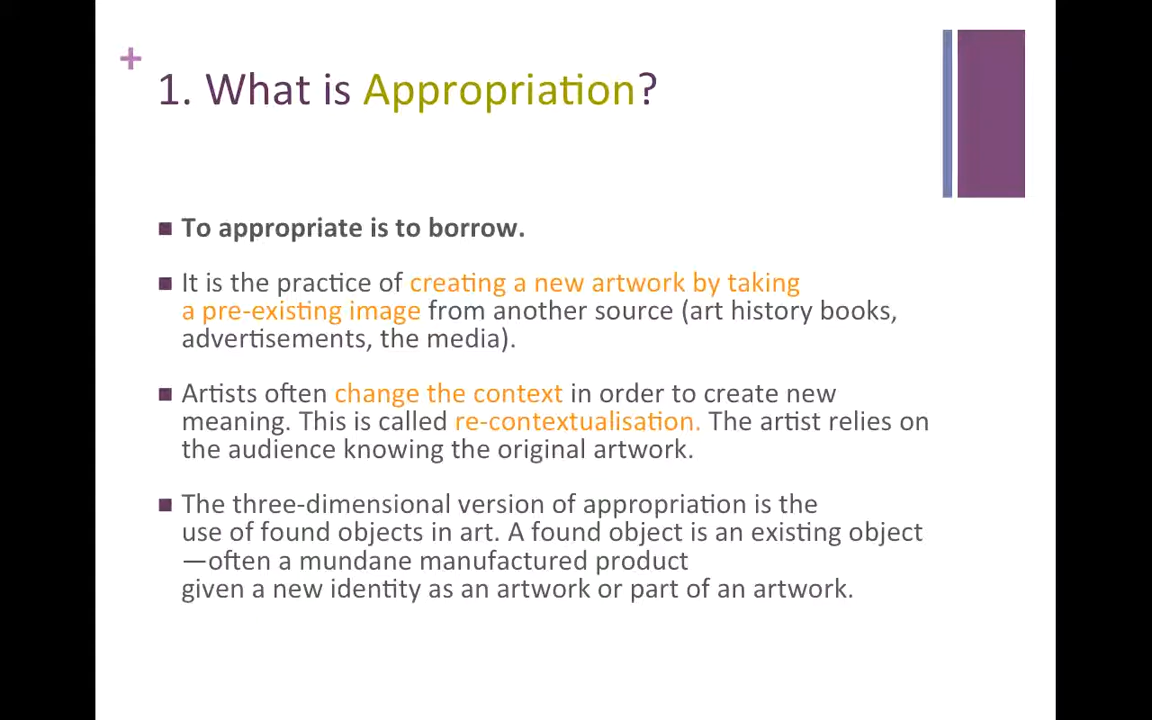 +
1. What is Appropriation?
■ To appropriate is to borrow.
■ It is the practice of creating a new artwork by taking
a pre-existing image from another source (art history books,
advertisements, the media).
■ Artists often change the context in order to create new
meaning. This is called re-contextualisation. The artist relies on
the audience knowing the original artwork.
■ The three-dimensional version of appropriation is the
use of found objects in art. A found object is an existing object
—often a mundane manufactured product
given a new identity as an artwork or part of an artwork.